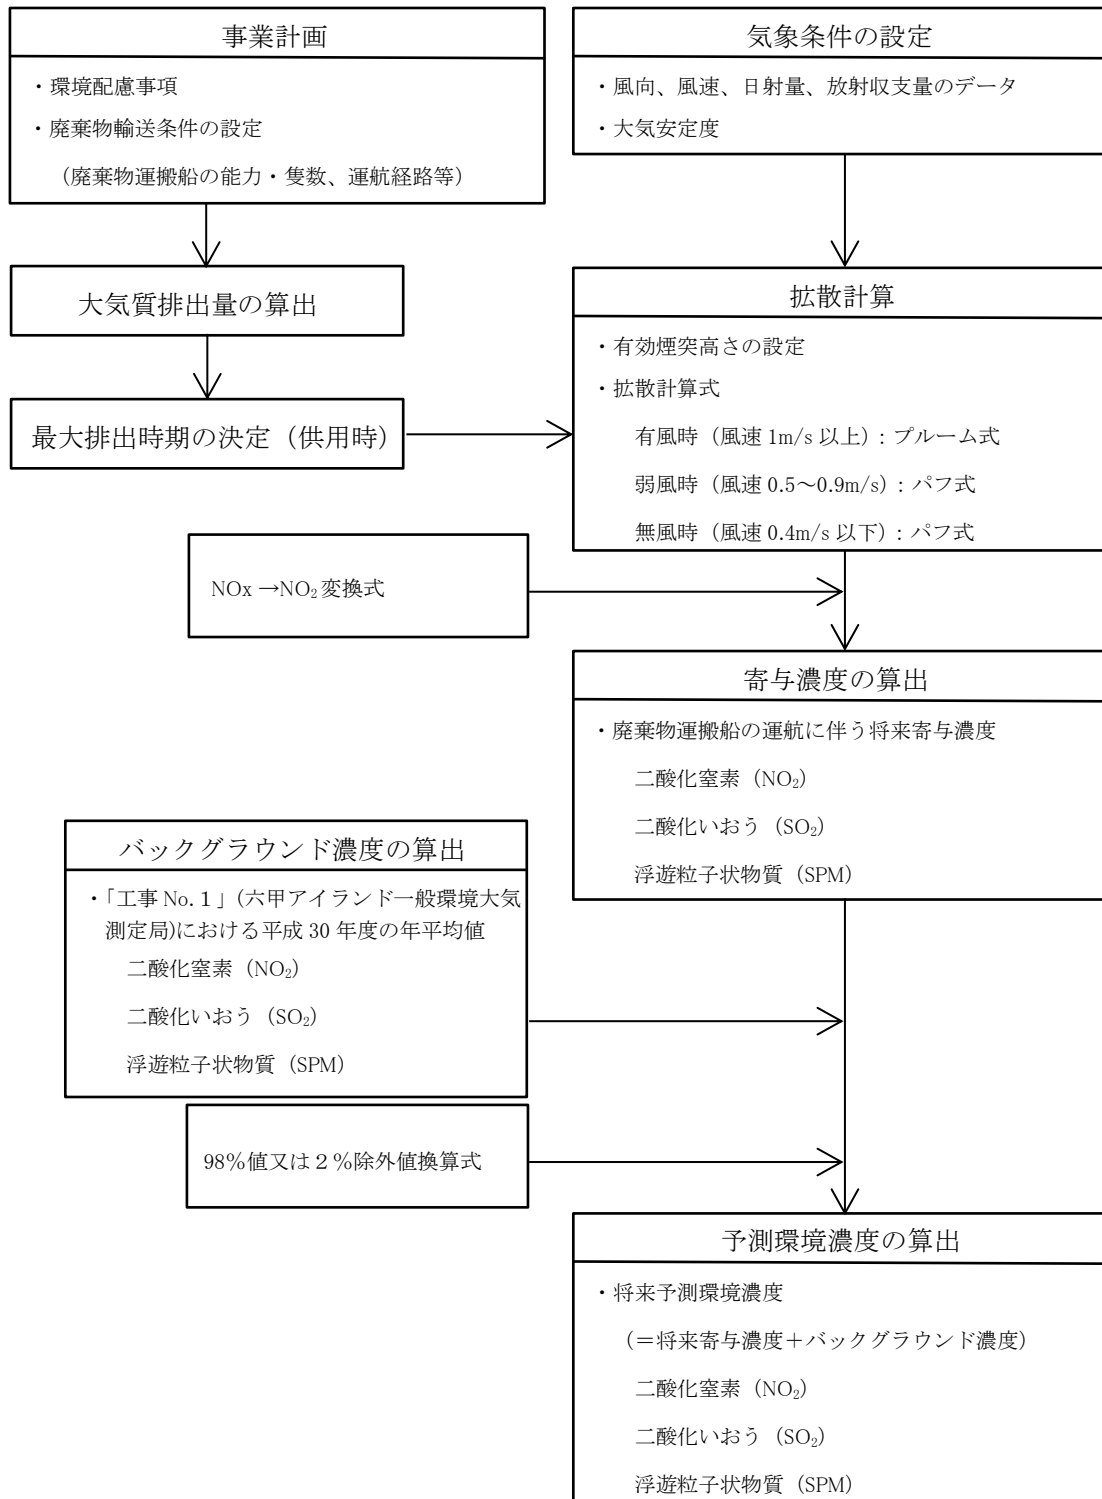 事業計画
・環境配慮事項
・廃棄物輸送条件の設定
（廃棄物運搬船の能力・隻数、運航経路等）
気象条件の設定
・風向、風速、日射量、放射収支量のデータ
・大気安定度
大気質排出量の算出
最大排出時期の決定（供用時）
拡散計算
・有効煙突高さの設定
・拡散計算式
有風時（風速 1m/s 以上）：プルーム式
弱風時（風速 0.5～0.9m/s）：パフ式
無風時（風速 0.4m/s 以下）：パフ式
NOx →NO₂変換式
寄与濃度の算出
・廃棄物運搬船の運航に伴う将来寄与濃度
二酸化窒素（NO₂）
二酸化いおう（SO₂）
浮遊粒子状物質（SPM）
バックグラウンド濃度の算出
・「工事 No.１」（六甲アイランド一般環境大気
測定局)における平成 30 年度の年平均値
二酸化窒素（NO₂）
二酸化いおう（SO₂）
浮遊粒子状物質（SPM）
98％値又は２％除外値換算式
予測環境濃度の算出
・将来予測環境濃度
（＝将来寄与濃度＋バックグラウンド濃度）
二酸化窒素（NO₂）
二酸化いおう（SO₂）
浮遊粒子状物質（SPM）